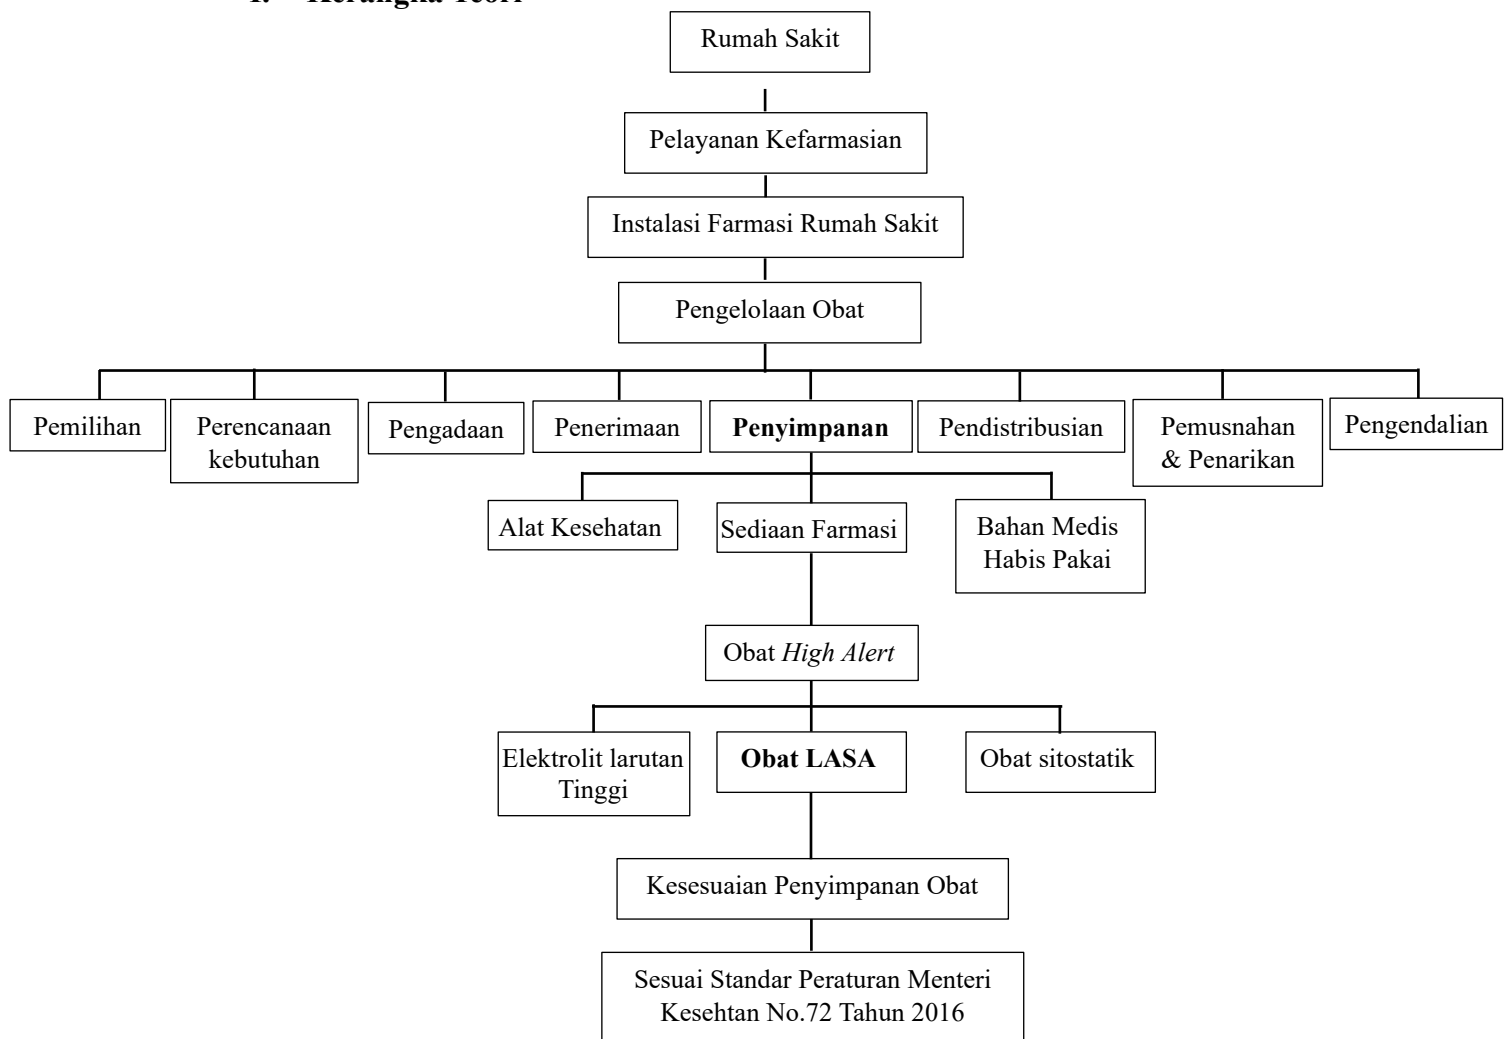 Kerangka Teori
Rumah Sakit
Pelayanan Kefarmasian
Instalasi Farmasi Rumah Sakit
Pengelolaan Obat
Pemilihan
Perencanaan
kebutuhan
Pengadaan
Penerimaan
Penyimpanan
Pendistribusian
Pemusnahan
& Penarikan
Pengendalian
Alat Kesehatan
Sediaan Farmasi
Bahan Medis
Habis Pakai
Obat High Alert
Elektrolit larutan
Tinggi
Obat LASA
Obat sitostatik
Kesesuaian Penyimpanan Obat
Sesuai Standar Peraturan Menteri
Kesehtan No.72 Tahun 2016